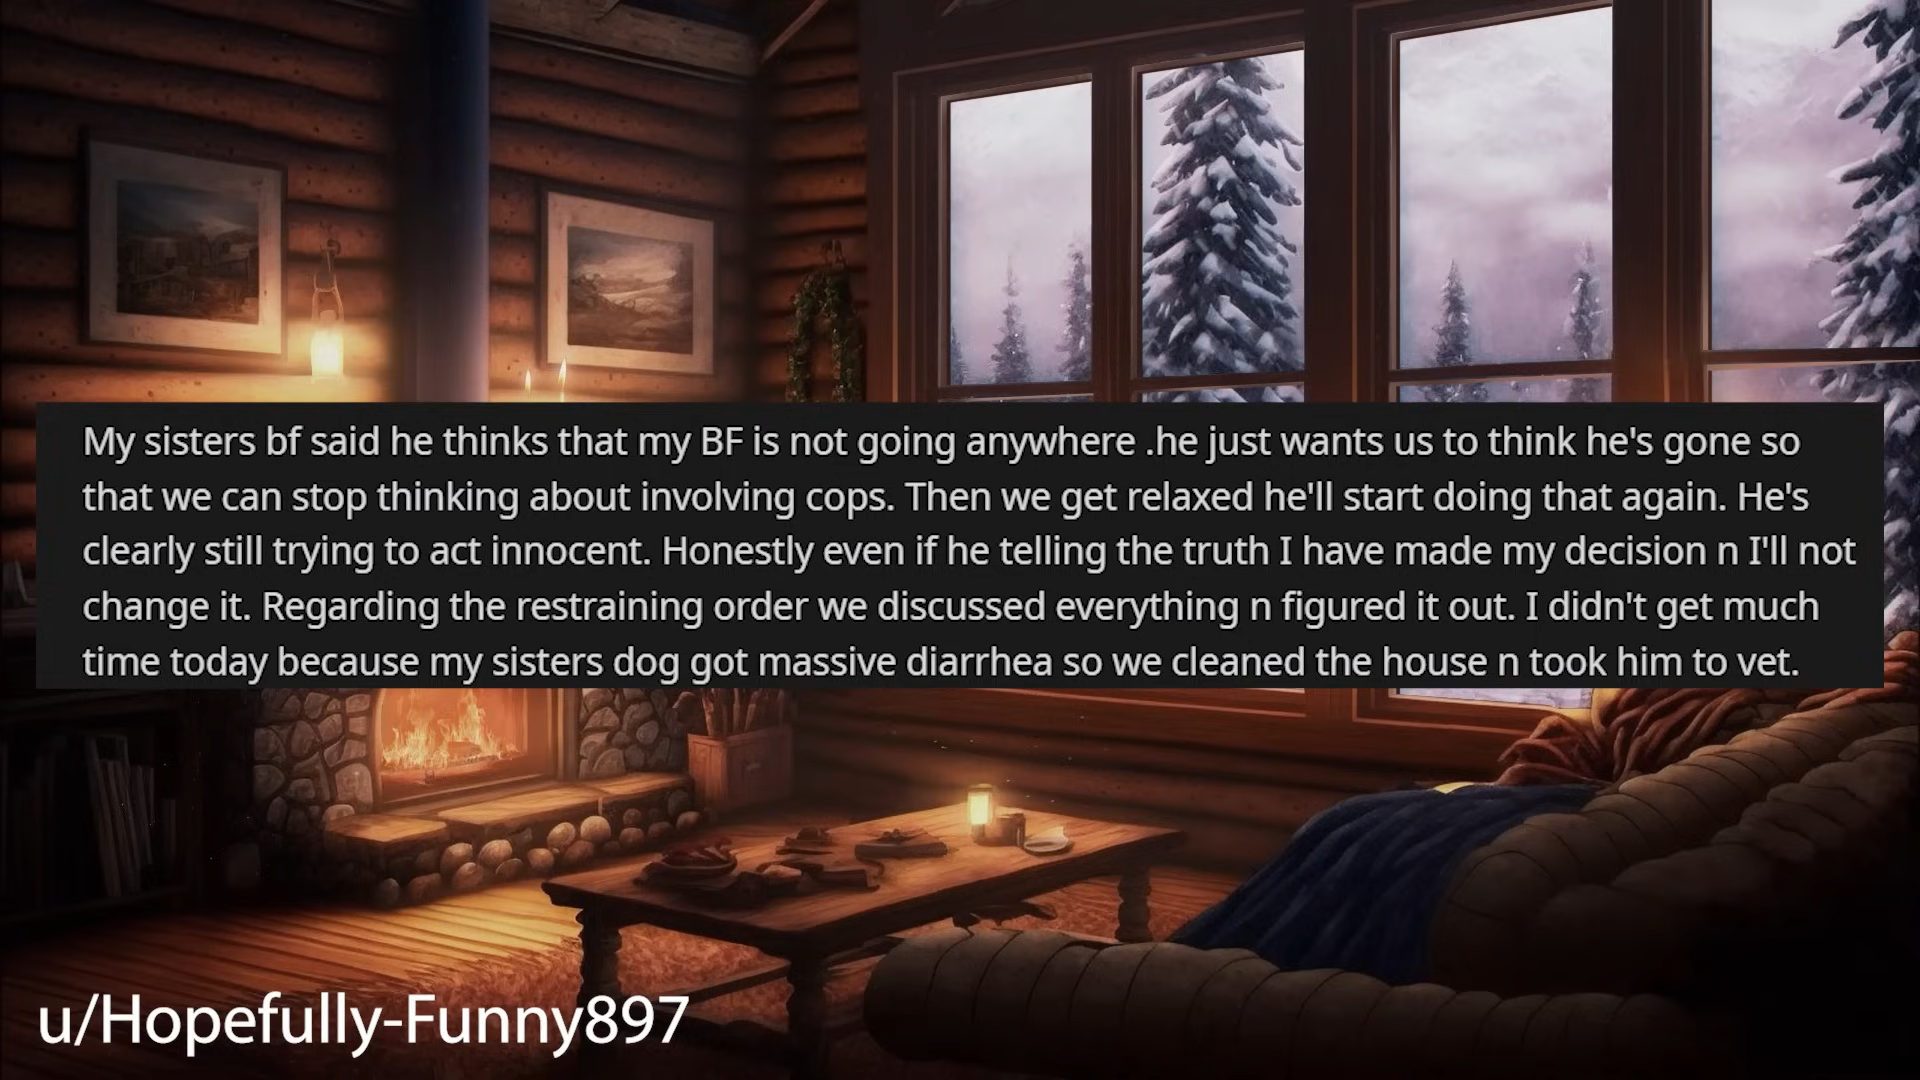 My sisters bf said he thinks that my BF is not going anywhere .he just wants us to think he's gone so
that we can stop thinking about involving cops. Then we get relaxed he'll start doing that again. He's
clearly still trying to act innocent. Honestly even if he telling the truth I have made my decision n I'll not
change it. Regarding the restraining order we discussed everything n figured it out. I didn't get much
time today because my sisters dog got massive diarrhea so we cleaned the house n took him to vet.
u/Hopefully-Funny897